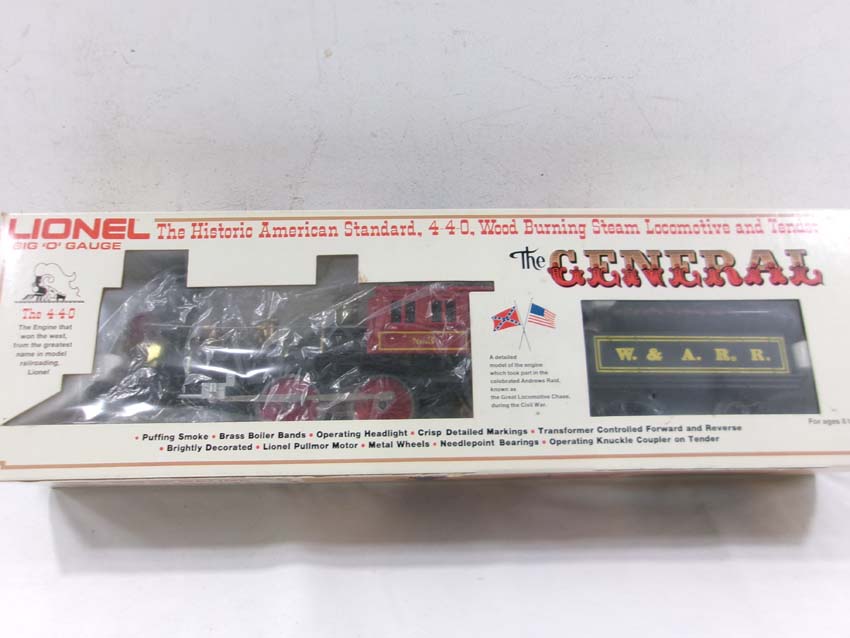 LIONEL
BIG 'O' GAUGE
The Historic American Standard, 4-4-0, Wood Burning Steam Locomotive and Tender
The GENERAL
The 4-4-0
The Engine that
won the west,
from the greatest
name in model
railroading,
Lionel
A detailed
model of the engine
which took part in the
celebrated Andrews Raid,
known as
the Great Locomotive Chase,
during the Civil War.
W. & A. R. R.
For ages 8
• Puffing Smoke • Brass Boiler Bands • Operating Headlight • Crisp Detailed Markings • Transformer Controlled Forward and Reverse
• Brightly Decorated • Lionel Pullmor Motor • Metal Wheels • Needlepoint Bearings • Operating Knuckle Coupler on Tender